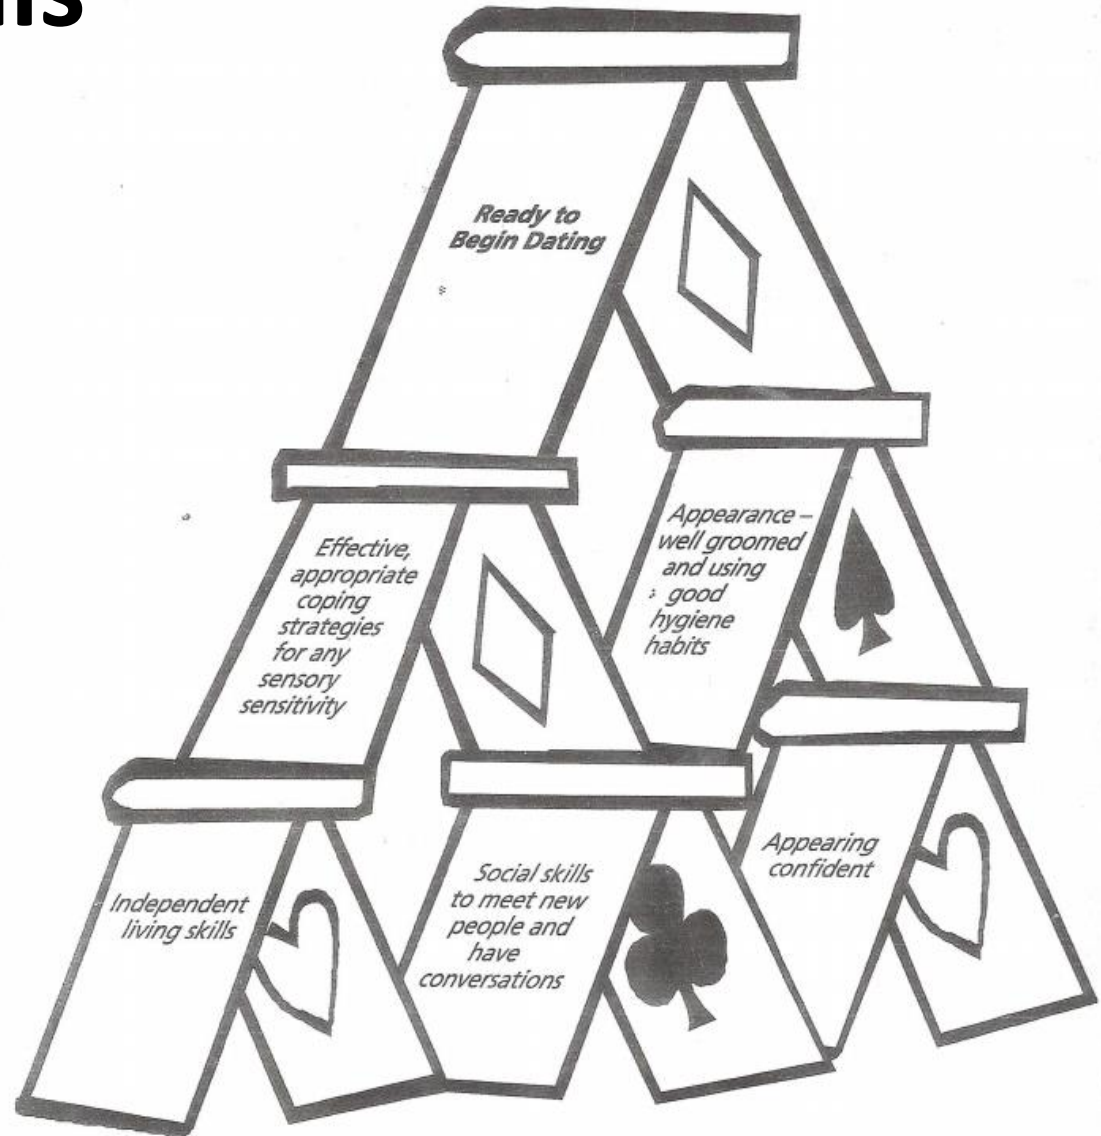 Ready to
Begin Dating
Effective,
appropriate
coping
strategies
for any
sensory
sensitivity
Appearance –
well groomed
and using
good
hygiene
habits
Independent
living skills
Social skills
to meet new
people and
have
conversations
Appearing
confident